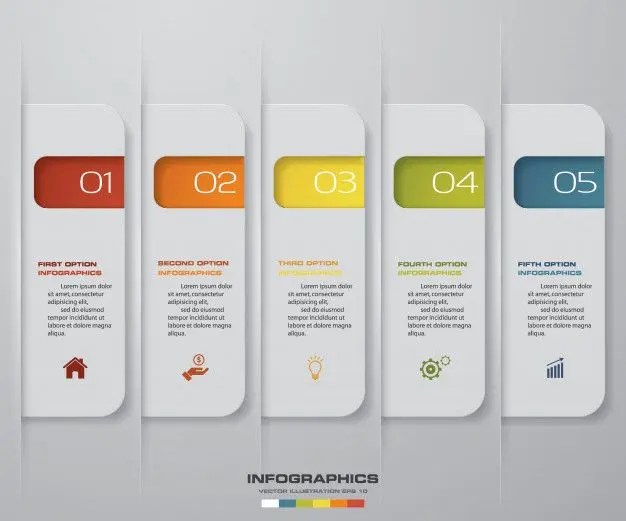 01
FIRST OPTION
INFOGRAPHICS
Lorem ipsum dolor
sit amet, consectetur
adipisicing elit,
sed do eiusmod
tempor incididunt ut
labore et dolore magna
aliqua.
02
SECOND OPTION
INFOGRAPHICS
Lorem ipsum dolor
sit amet, consectetur
adipisicing elit,
sed do eiusmod
tempor incididunt ut
labore et dolore magna
aliqua.
03
THIRD OPTION
INFOGRAPHICS
Lorem ipsum dolor
sit amet, consectetur
adipisicing elit,
sed do eiusmod
tempor incididunt ut
labore et dolore magna
aliqua.
04
FOURTH OPTION
INFOGRAPHICS
Lorem ipsum dolor
sit amet, consectetur
adipisicing elit,
sed do eiusmod
tempor incididunt ut
labore et dolore magna
aliqua.
05
FIFTH OPTION
INFOGRAPHICS
Lorem ipsum dolor
sit amet, consectetur
adipisicing elit,
sed do eiusmod
tempor incididunt ut
labore et dolore magna
aliqua.
$
INFOGRAPHICS
VECTOR ILLUSTRATION EPS 10